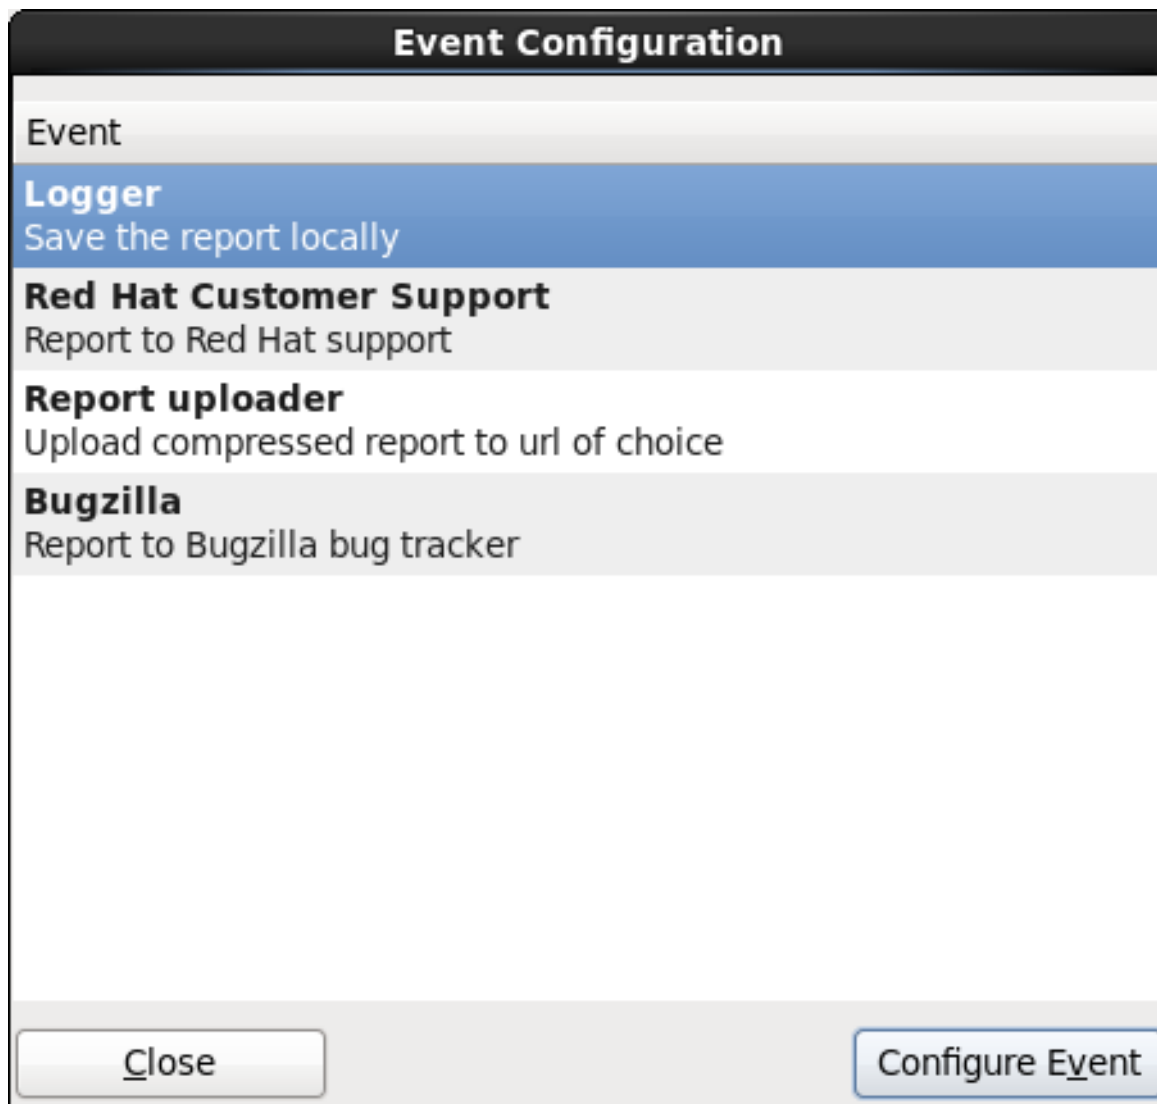 Event Configuration
Event
Logger
Save the report locally
Red Hat Customer Support
Report to Red Hat support
Report uploader
Upload compressed report to url of choice
Bugzilla
Report to Bugzilla bug tracker
Close
Configure Event